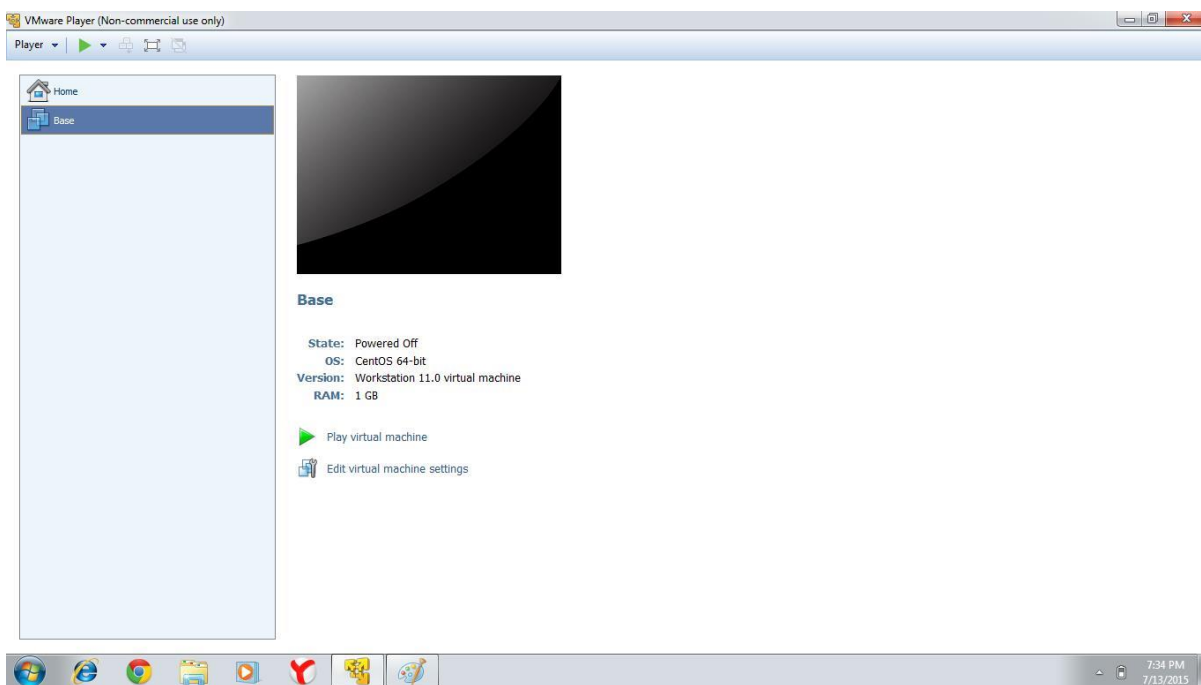 VMware Player (Non-commercial use only)
Player
Home
Base
Base
State: Powered Off
OS: CentOS 64-bit
Version: Workstation 11.0 virtual machine
RAM: 1 GB
Play virtual machine
Edit virtual machine settings
7:34 PM
7/13/2015